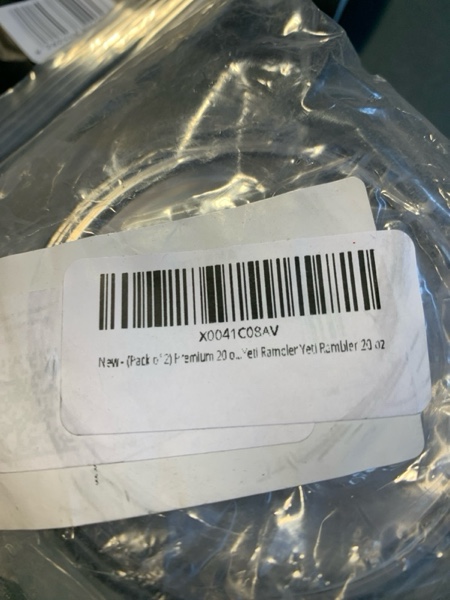 X0041C08AV
New - (Pack of 2) Premium 20 o...Yeti Rambler Yeti Rambler 20 oz